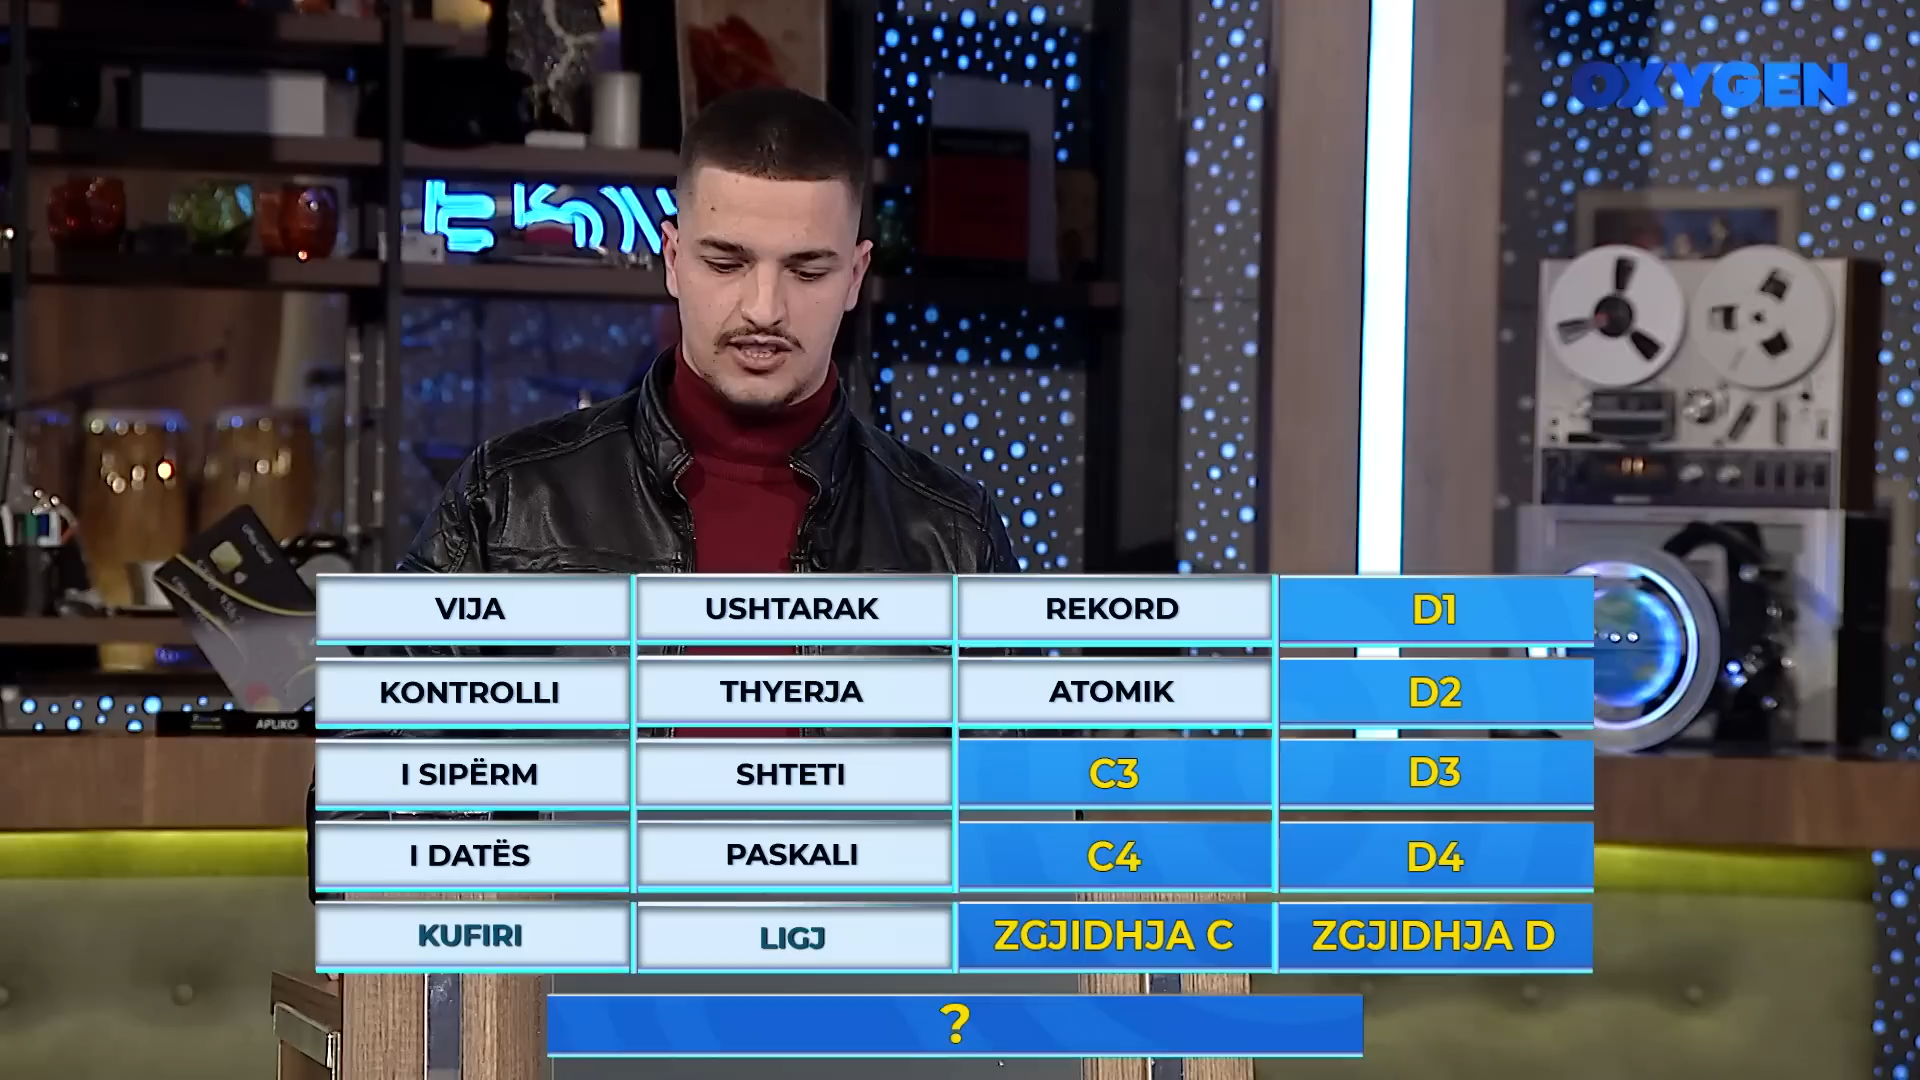 OXYGEN
VIJA USHTARAK REKORD D1
KONTROLLI THYERJA ATOMIK D2
I SIPËRM SHTETI C3 D3
I DATËS PASKALI C4 D4
KUFIRI LIGJ ZGJIDHJA C ZGJIDHJA D
?